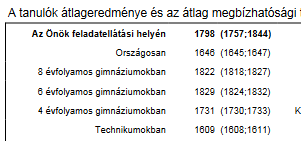 A tanulók átlageredménye és az átlag megbízhatósági
Az Önök feladatellátási helyén 1798 (1757;1844)
Országosan 1646 (1645;1647)
8 évfolyamos gimnáziumokban 1822 (1818;1827)
6 évfolyamos gimnáziumokban 1829 (1824;1832)
4 évfolyamos gimnáziumokban 1731 (1730;1733) K
Technikumokban 1609 (1608;1611)